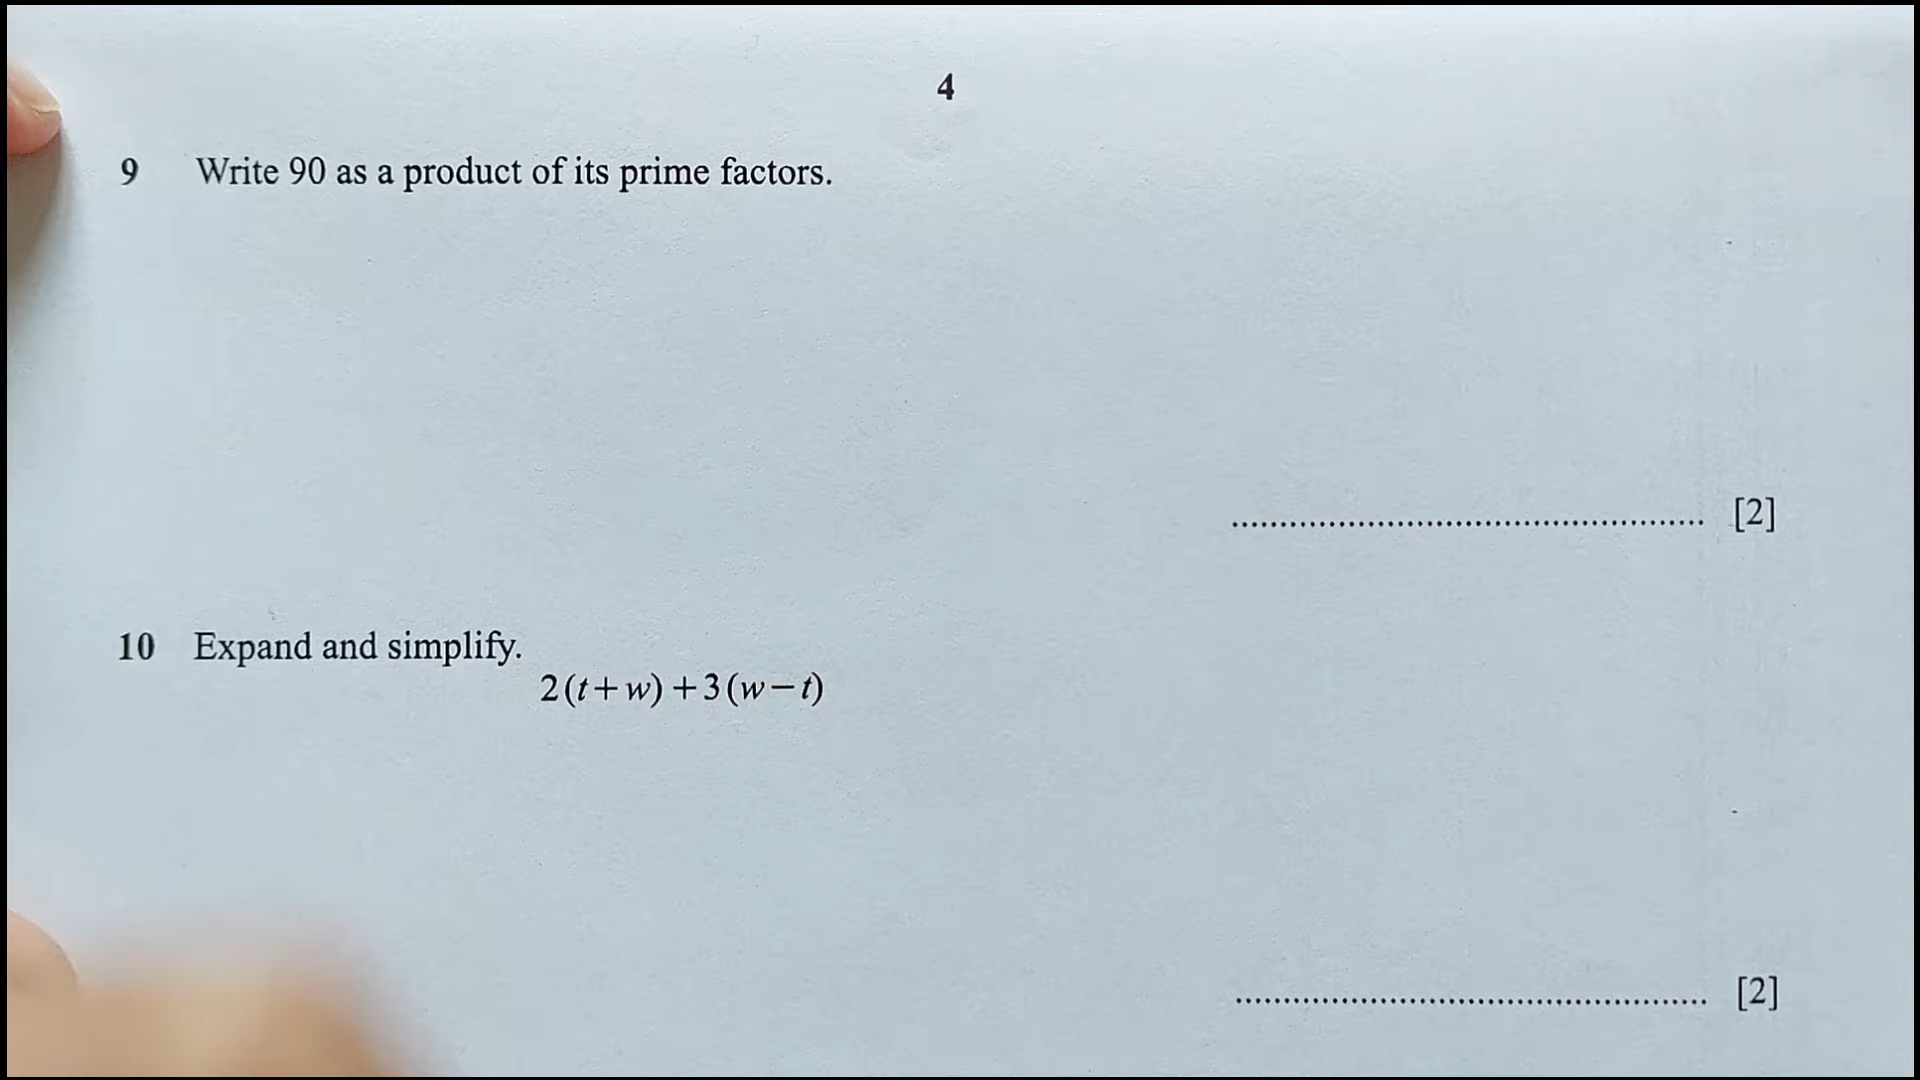 4
9 Write 90 as a product of its prime factors.
................................................ [2]
10 Expand and simplify.
2(t+w)+3(w−t)
................................................ [2]